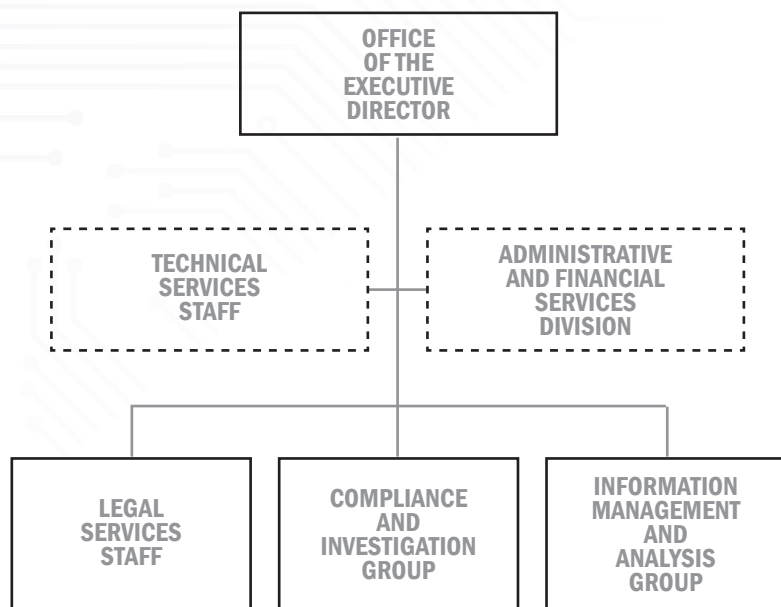 OFFICE
OF THE
EXECUTIVE
DIRECTOR
TECHNICAL
SERVICES
STAFF
ADMINISTRATIVE
AND FINANCIAL
SERVICES
DIVISION
LEGAL
SERVICES
STAFF
COMPLIANCE
AND
INVESTIGATION
GROUP
INFORMATION
MANAGEMENT
AND
ANALYSIS
GROUP